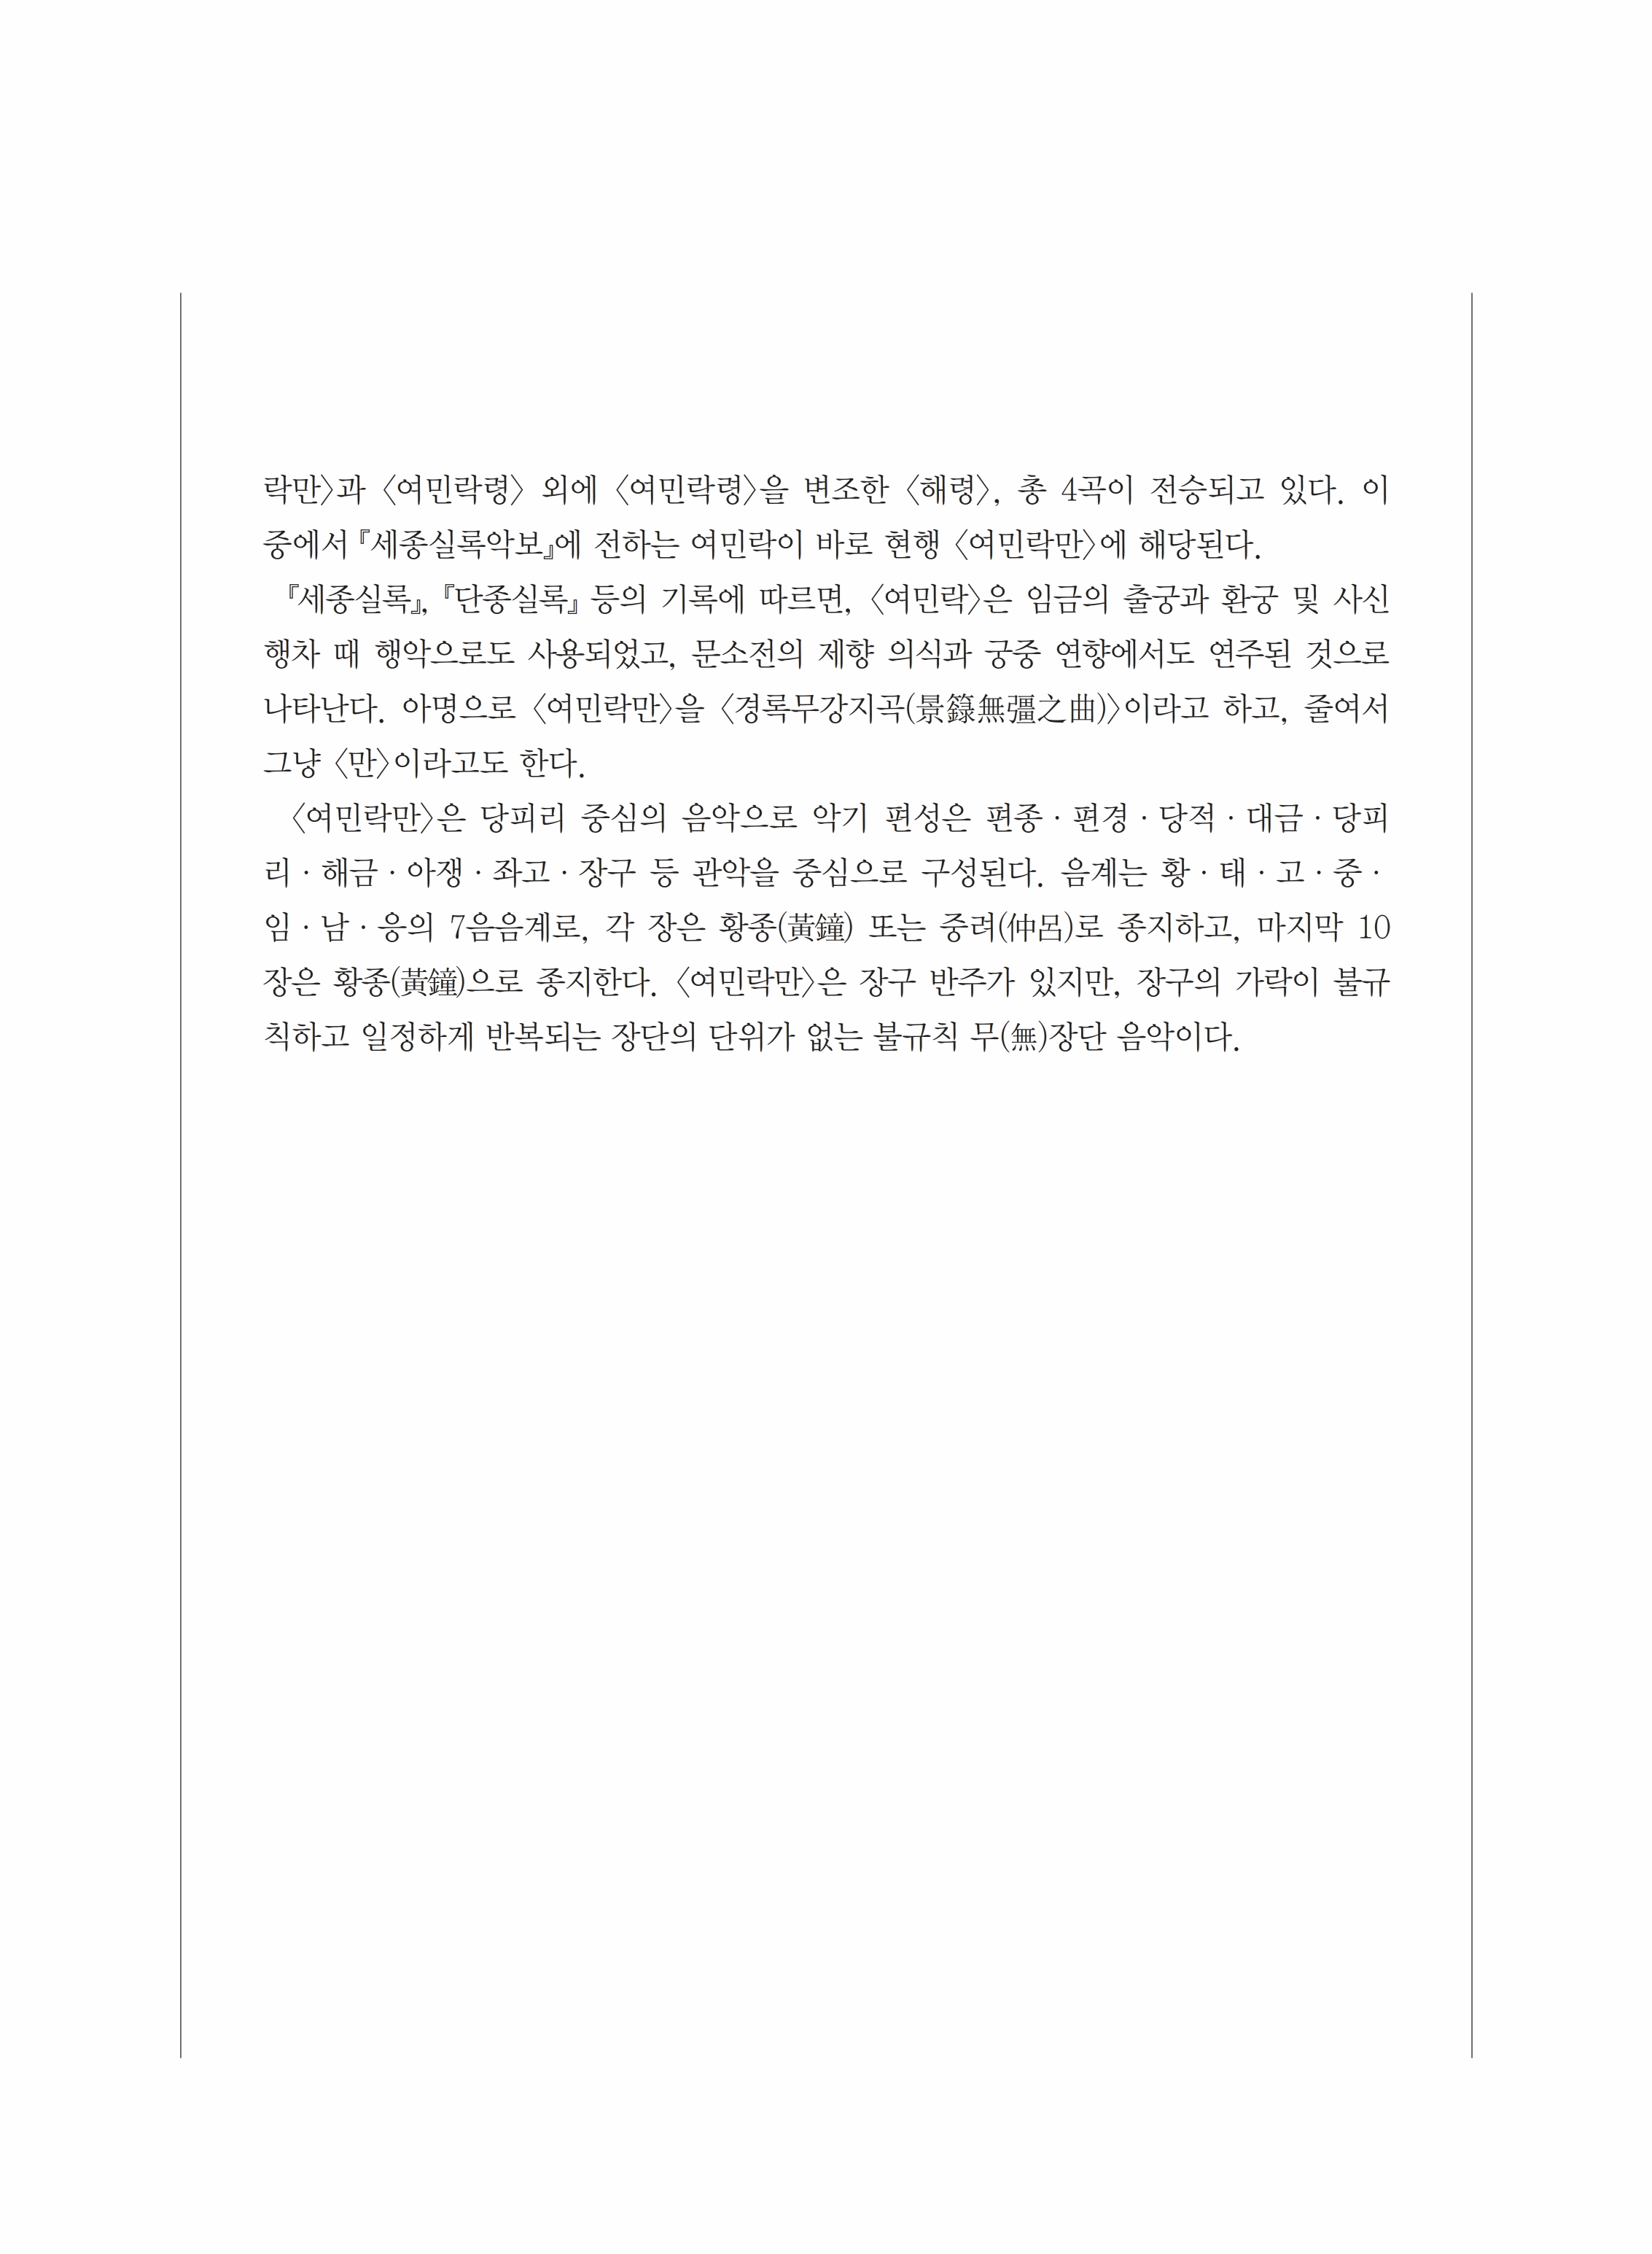 락만〉과 〈여민락령〉 외에 〈여민락령〉을 변조한 〈해령〉, 총 4곡이 전승되고 있다. 이
중에서 『세종실록악보』에 전하는 여민락이 바로 현행 〈여민락만〉에 해당된다.
『세종실록』, 『단종실록』 등의 기록에 따르면, 〈여민락〉은 임금의 출궁과 환궁 및 사신
행차 때 행악으로도 사용되었고, 문소전의 제향 의식과 궁중 연향에서도 연주된 것으로
나타난다. 아명으로 〈여민락만〉을 〈경록무강지곡(景籙無彊之曲)〉이라고 하고, 줄여서
그냥 〈만〉이라고도 한다.
〈여민락만〉은 당피리 중심의 음악으로 악기 편성은 편종 · 편경 · 당적 · 대금 · 당피
리 · 해금 · 아쟁 · 좌고 · 장구 등 관악을 중심으로 구성된다. 음계는 황 · 태 · 고 · 중 ·
임 · 남 · 응의 7음음계로, 각 장은 황종(黃鐘) 또는 중려(仲呂)로 종지하고, 마지막 10
장은 황종(黃鐘)으로 종지한다. 〈여민락만〉은 장구 반주가 있지만, 장구의 가락이 불규
칙하고 일정하게 반복되는 장단의 단위가 없는 불규칙 무(無)장단 음악이다.